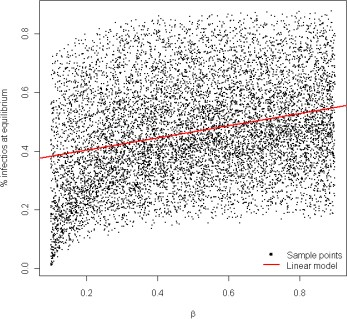 % infectios at equilibrium
0.8
0.6
0.4
0.2
0.0
Sample points
Linear model
0.2 0.4 0.6 0.8
β